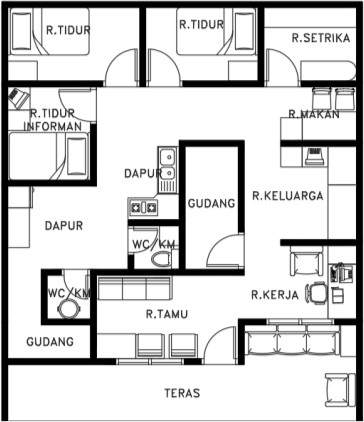 R.TIDUR
R.TIDUR
R.SETRIKA
R.TIDUR
INFORMAN
R.MAKAN
DAPUR
GUDANG
R.KELUARGA
DAPUR
WC/KM
WC/KM
R.KERJA
R.TAMU
GUDANG
TERAS